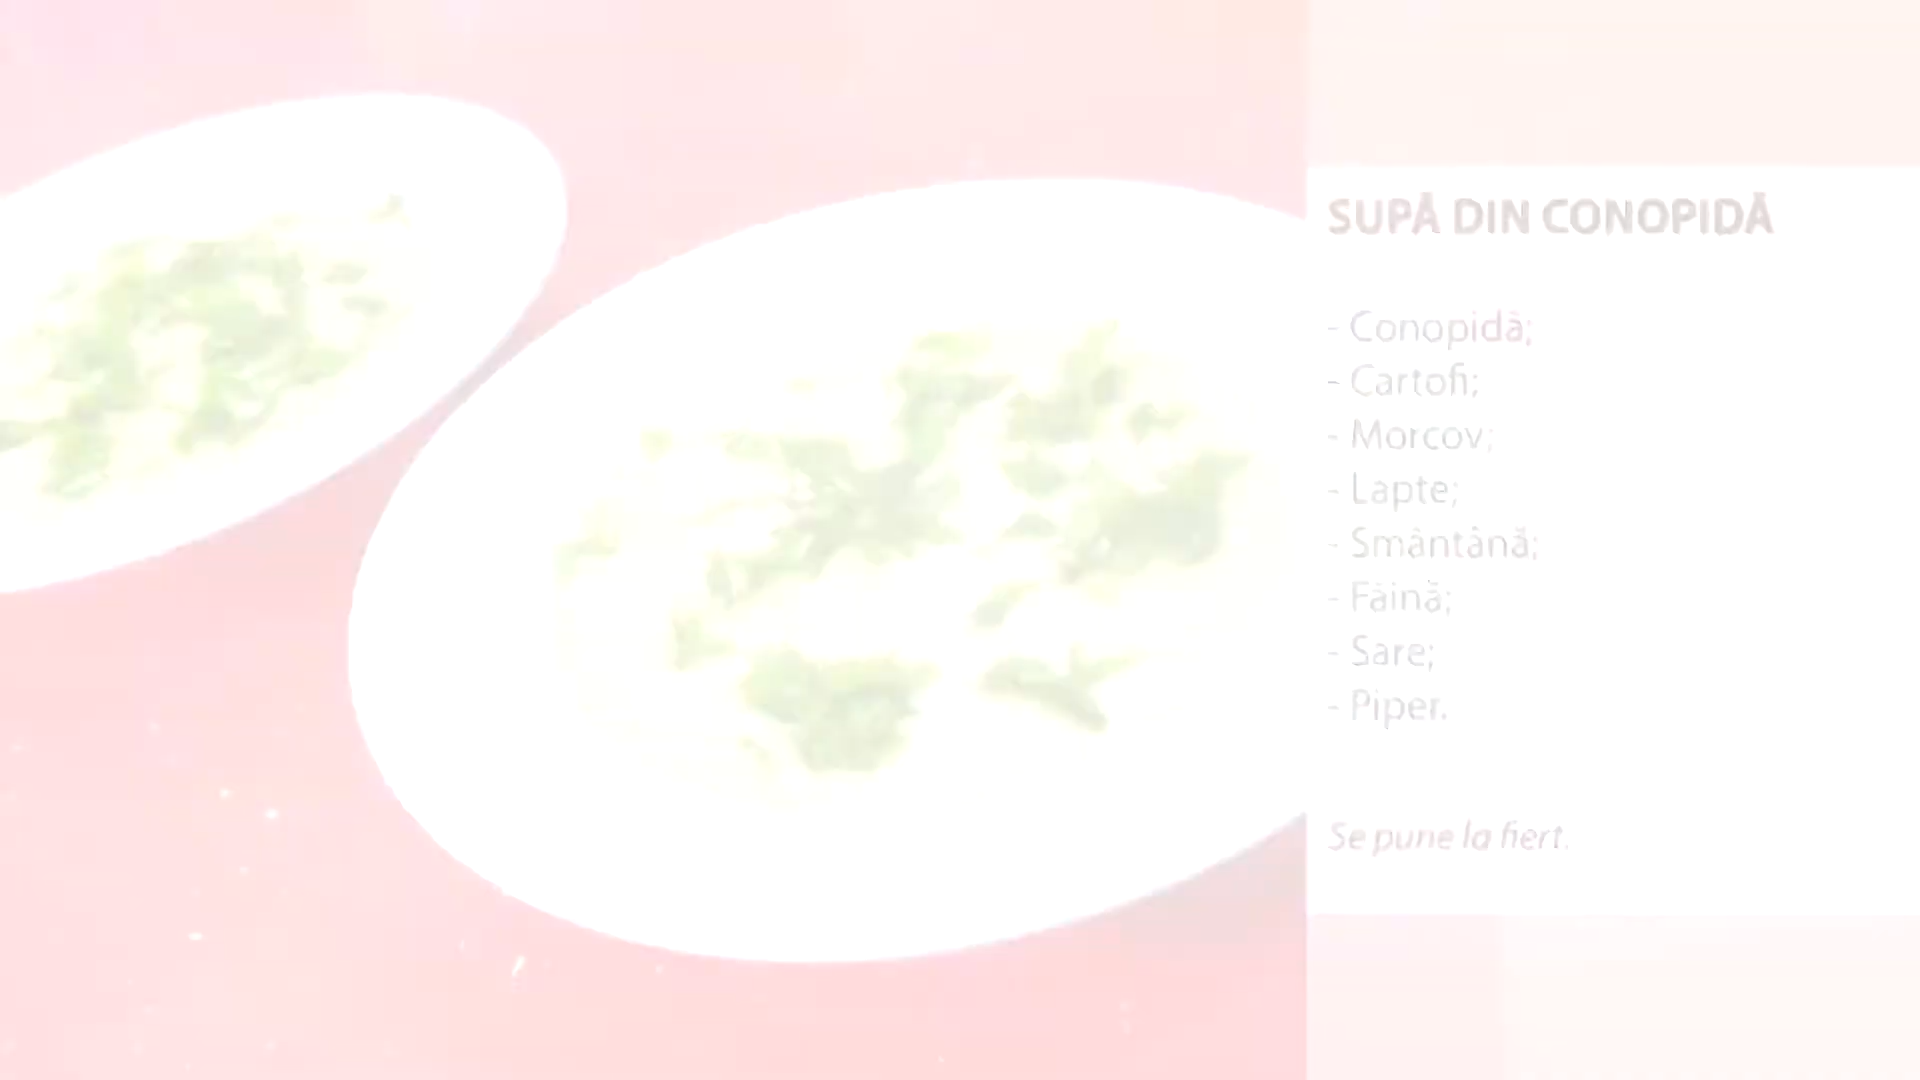 SUPĂ DIN CONOPIDĂ
- Conopidă;
- Cartofi;
- Morcov;
- Lapte;
- Smântână;
- Făină;
- Sare;
- Piper.
Se pune la fiert.